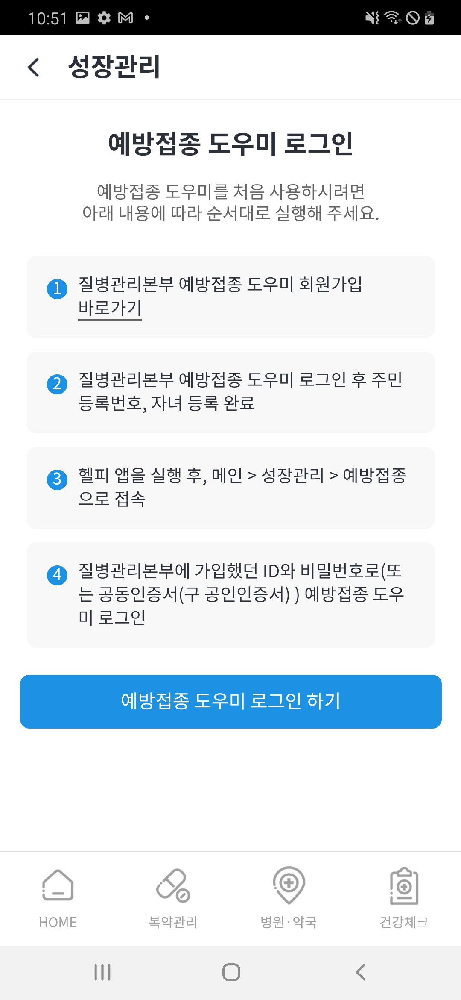 10:51
성장관리
예방접종 도우미 로그인
예방접종 도우미를 처음 사용하시려면
아래 내용에 따라 순서대로 실행해 주세요.
1 질병관리본부 예방접종 도우미 회원가입
바로가기
2 질병관리본부 예방접종 도우미 로그인 후 주민
등록번호, 자녀 등록 완료
3 헬피 앱을 실행 후, 메인 > 성장관리 > 예방접종
으로 접속
4 질병관리본부에 가입했던 ID와 비밀번호로(또
는 공동인증서(구 공인인증서) ) 예방접종 도우
미 로그인
예방접종 도우미 로그인 하기
HOME 복약관리 병원·약국 건강체크